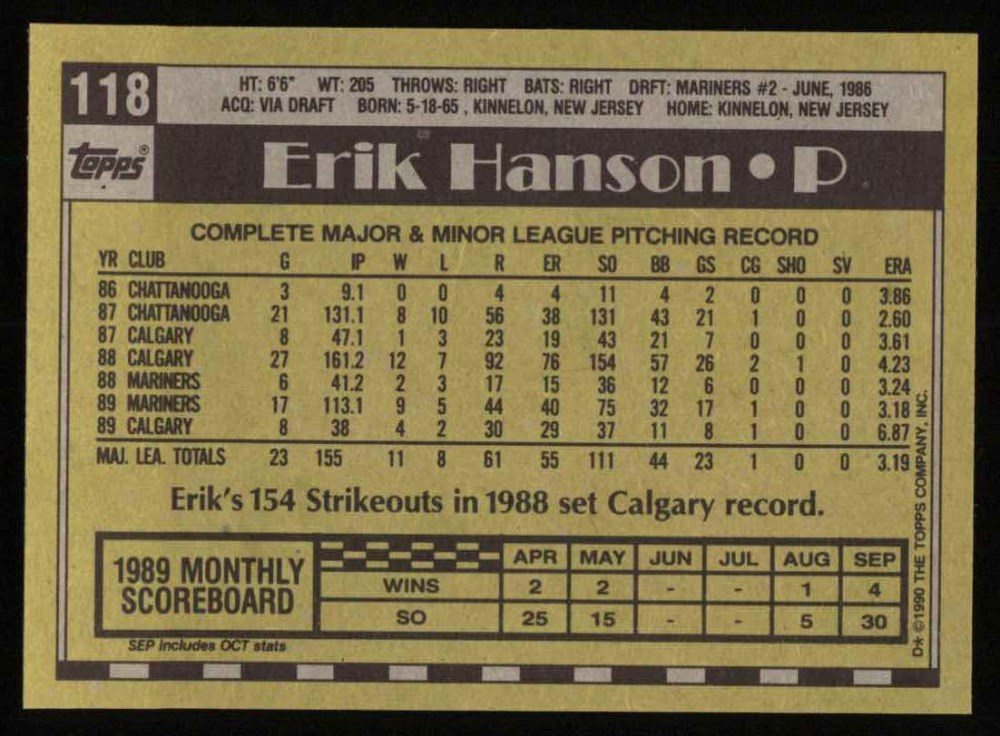 118
HT: 6'6" WT: 205 THROWS: RIGHT BATS: RIGHT DRFT: MARINERS #2 - JUNE, 1986
ACQ: VIA DRAFT BORN: 5-18-65 , KINNELON, NEW JERSEY HOME: KINNELON, NEW JERSEY
topps®
Erik Hanson • P
COMPLETE MAJOR & MINOR LEAGUE PITCHING RECORD
YR CLUB G IP W L R ER SO BB GS CG SHO SV ERA
86 CHATTANOOGA 3 9.1 0 0 4 4 11 4 2 0 0 0 3.86
87 CHATTANOOGA 21 131.1 8 10 56 38 131 43 21 1 0 0 2.60
87 CALGARY 8 47.1 1 3 23 19 43 21 7 0 0 0 3.61
88 CALGARY 27 161.2 12 7 92 76 154 57 26 2 1 0 4.23
88 MARINERS 6 41.2 2 3 17 15 36 12 6 0 0 0 3.24
89 MARINERS 17 113.1 9 5 44 40 75 32 17 1 0 0 3.18
89 CALGARY 8 38 4 2 30 29 37 11 8 1 0 0 6.87
MAJ. LEA. TOTALS 23 155 11 8 61 55 111 44 23 1 0 0 3.19
Erik's 154 Strikeouts in 1988 set Calgary record.
1989 MONTHLY
SCOREBOARD
APR MAY JUN JUL AUG SEP
WINS 2 2 - - 1 4
SO 25 15 - - 5 30
SEP includes OCT stats
D* ©1990 THE TOPPS COMPANY, INC.